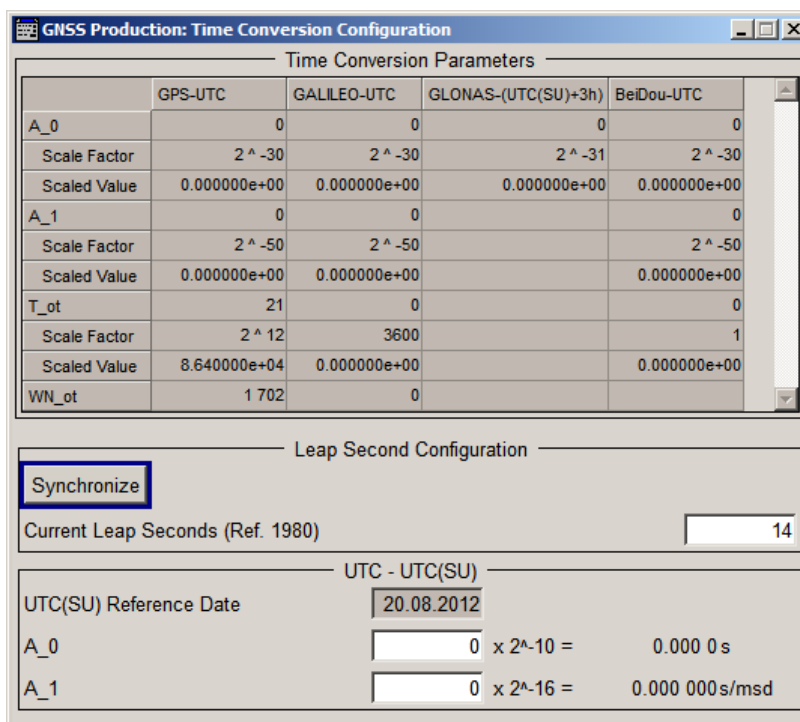 GNSS Production: Time Conversion Configuration
Time Conversion Parameters
GPS-UTC GALILEO-UTC GLONAS-(UTC(SU)+3h) BeiDou-UTC
A_0 0 0 0 0
Scale Factor 2 ^ -30 2 ^ -30 2 ^ -31 2 ^ -30
Scaled Value 0.000000e+00 0.000000e+00 0.000000e+00 0.000000e+00
A_1 0 0 0
Scale Factor 2 ^ -50 2 ^ -50 2 ^ -50
Scaled Value 0.000000e+00 0.000000e+00 0.000000e+00
T_ot 21 0 0
Scale Factor 2 ^ 12 3600 1
Scaled Value 8.640000e+04 0.000000e+00 0.000000e+00
WN_ot 1 702 0
Leap Second Configuration
Synchronize
Current Leap Seconds (Ref. 1980) 14
UTC - UTC(SU)
UTC(SU) Reference Date 20.08.2012
A_0 0 x 2^-10 = 0.000 0 s
A_1 0 x 2^-16 = 0.000 000 s/msd